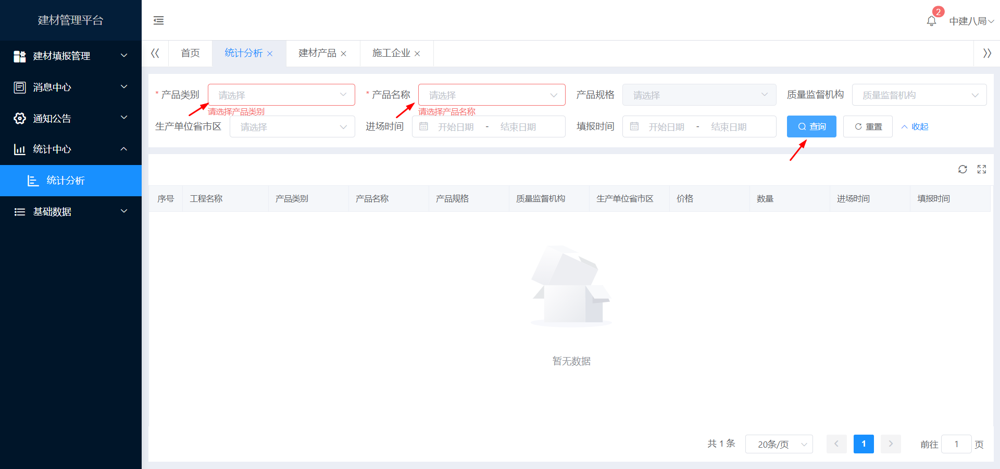 建材管理平台
建材填报管理
消息中心
通知公告
统计中心
统计分析
基础数据
2
中建八局
首页
统计分析
建材产品
施工企业
* 产品类别 请选择
请选择产品类别
* 产品名称 请选择
请选择产品名称
产品规格 请选择
质量监督机构 质量监督机构
生产单位省市区 请选择
进场时间 开始日期 - 结束日期
填报时间 开始日期 - 结束日期
查询
重置
收起
序号 工程名称 产品类别 产品名称 产品规格 质量监督机构 生产单位省市区 价格 数量 进场时间 填报时间
暂无数据
共 1 条 20条/页 1 前往 1 页